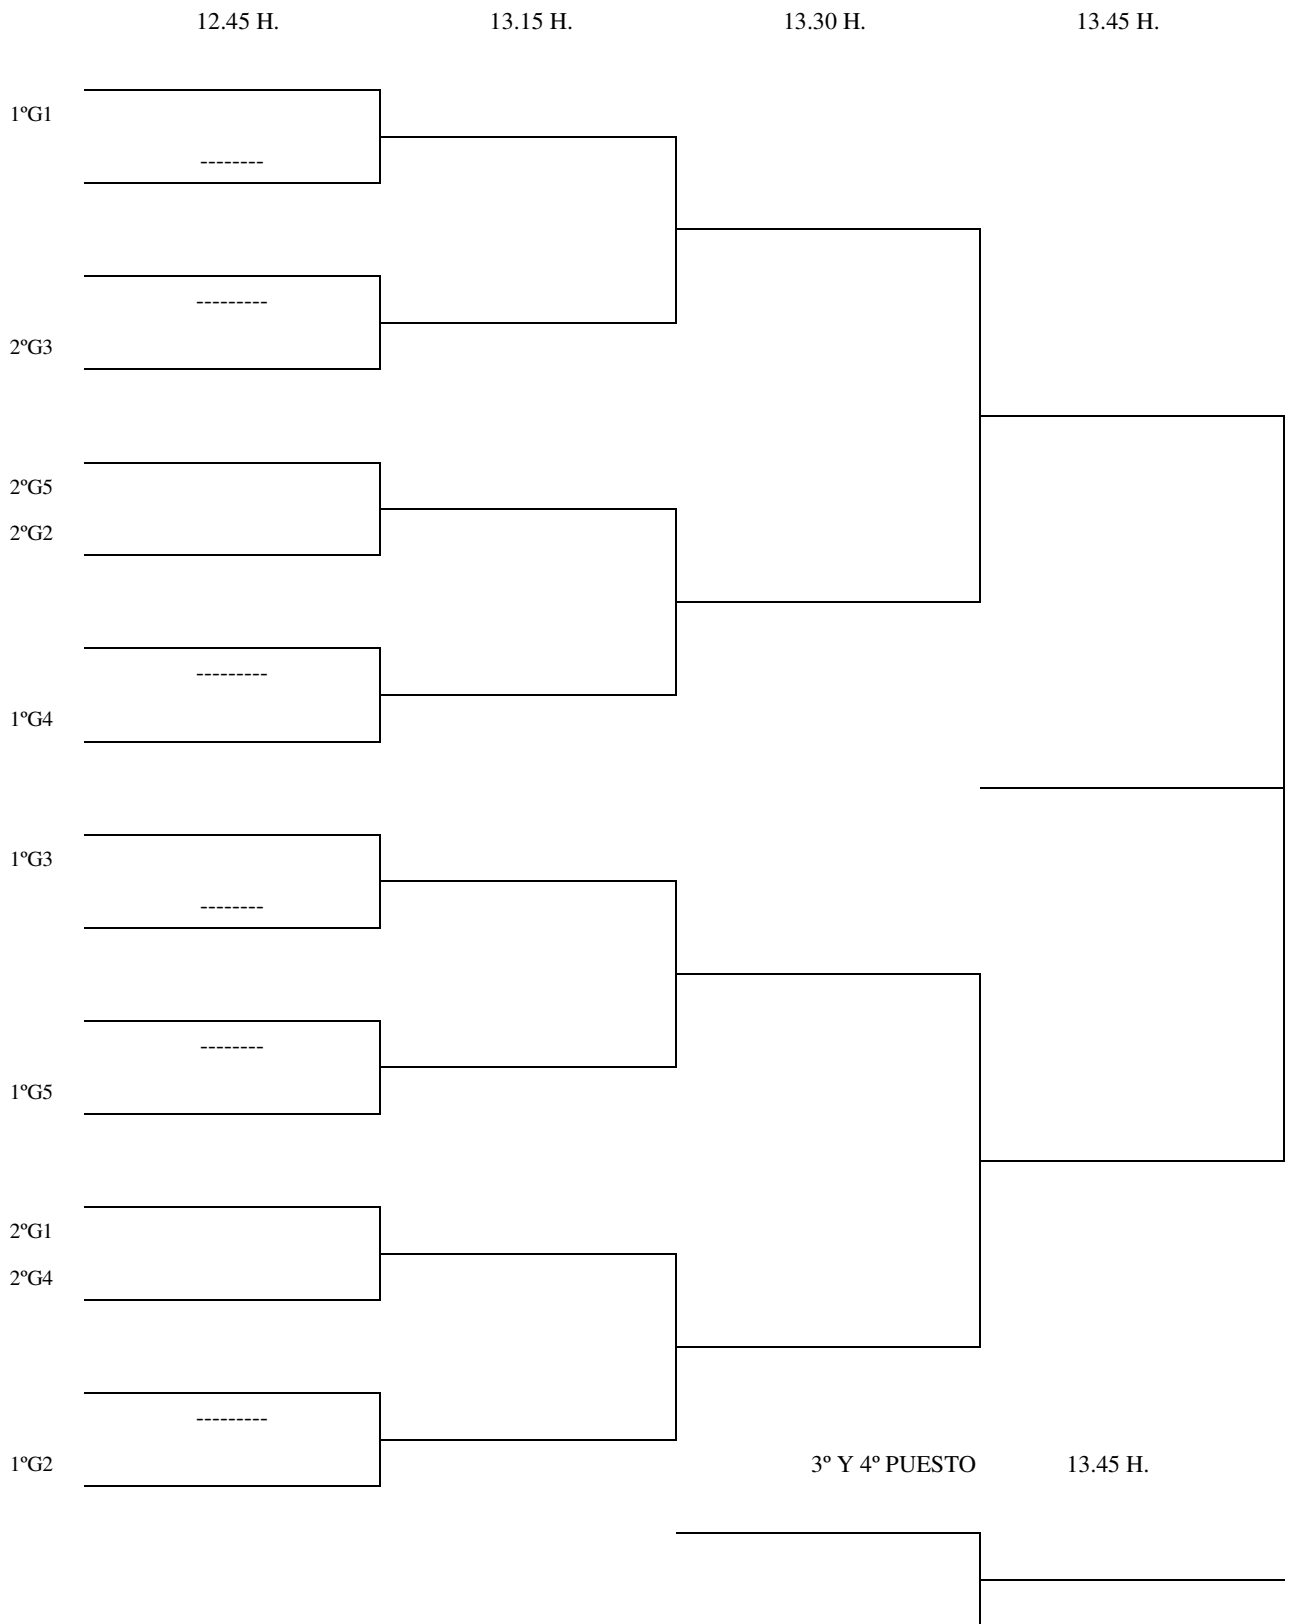 12.45 H. 13.15 H. 13.30 H. 13.45 H.
1ºG1
--------
---------
2ºG3
2ºG5
2ºG2
---------
1ºG4
1ºG3
--------
--------
1ºG5
2ºG1
2ºG4
---------
1ºG2 3º Y 4º PUESTO 13.45 H.